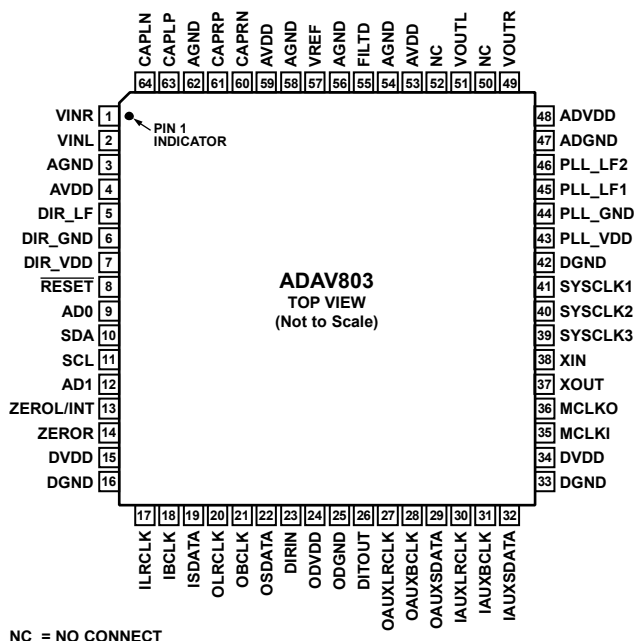 CAPLN
CAPLP
AGND
CAPRP
CAPRN
AVDD
AGND
VREF
AGND
FILTD
AGND
AVDD
NC
VOUTL
NC
VOUTR
64 63 62 61 60 59 58 57 56 55 54 53 52 51 50 49
VINR 1
VINL 2
AGND 3
AVDD 4
DIR_LF 5
DIR_GND 6
DIR_VDD 7
RESET 8
AD0 9
SDA 10
SCL 11
AD1 12
ZEROL/INT 13
ZEROR 14
DVDD 15
DGND 16
PIN 1
INDICATOR
ADAV803
TOP VIEW
(Not to Scale)
48 ADVDD
47 ADGND
46 PLL_LF2
45 PLL_LF1
44 PLL_GND
43 PLL_VDD
42 DGND
41 SYSCLK1
40 SYSCLK2
39 SYSCLK3
38 XIN
37 XOUT
36 MCLKO
35 MCLKI
34 DVDD
33 DGND
17 18 19 20 21 22 23 24 25 26 27 28 29 30 31 32
ILRCLK
IBCLK
ISDATA
OLRCLK
OBCLK
OSDATA
DIRIN
ODVDD
ODGND
DITOUT
OAUXLRCLK
OAUXBCLK
OAUXSDATA
IAUXLRCLK
IAUXBCLK
IAUXSDATA
NC = NO CONNECT